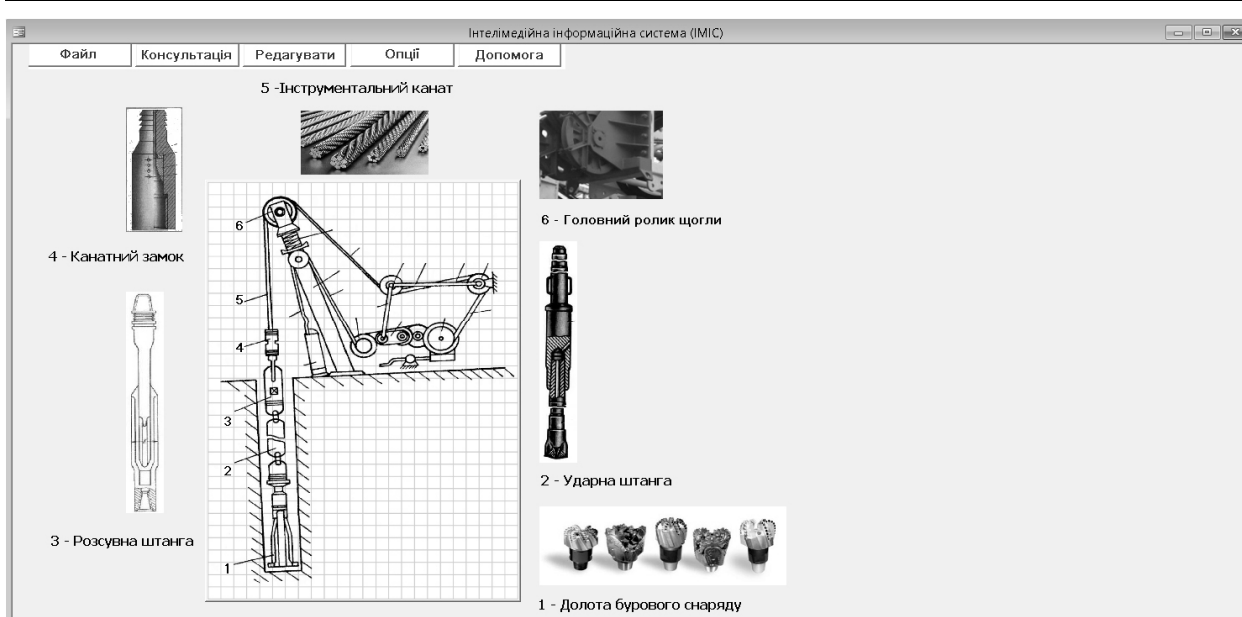 Інтелімедійна інформаційна система (ІМІС)
Файл
Консультація
Редагувати
Опції
Допомога
5 -Інструментальний канат
6 - Головний ролик щогли
4 - Канатний замок
6
5
4
3
2
1
2 - Ударна штанга
3 - Розсувна штанга
1 - Долота бурового снаряду